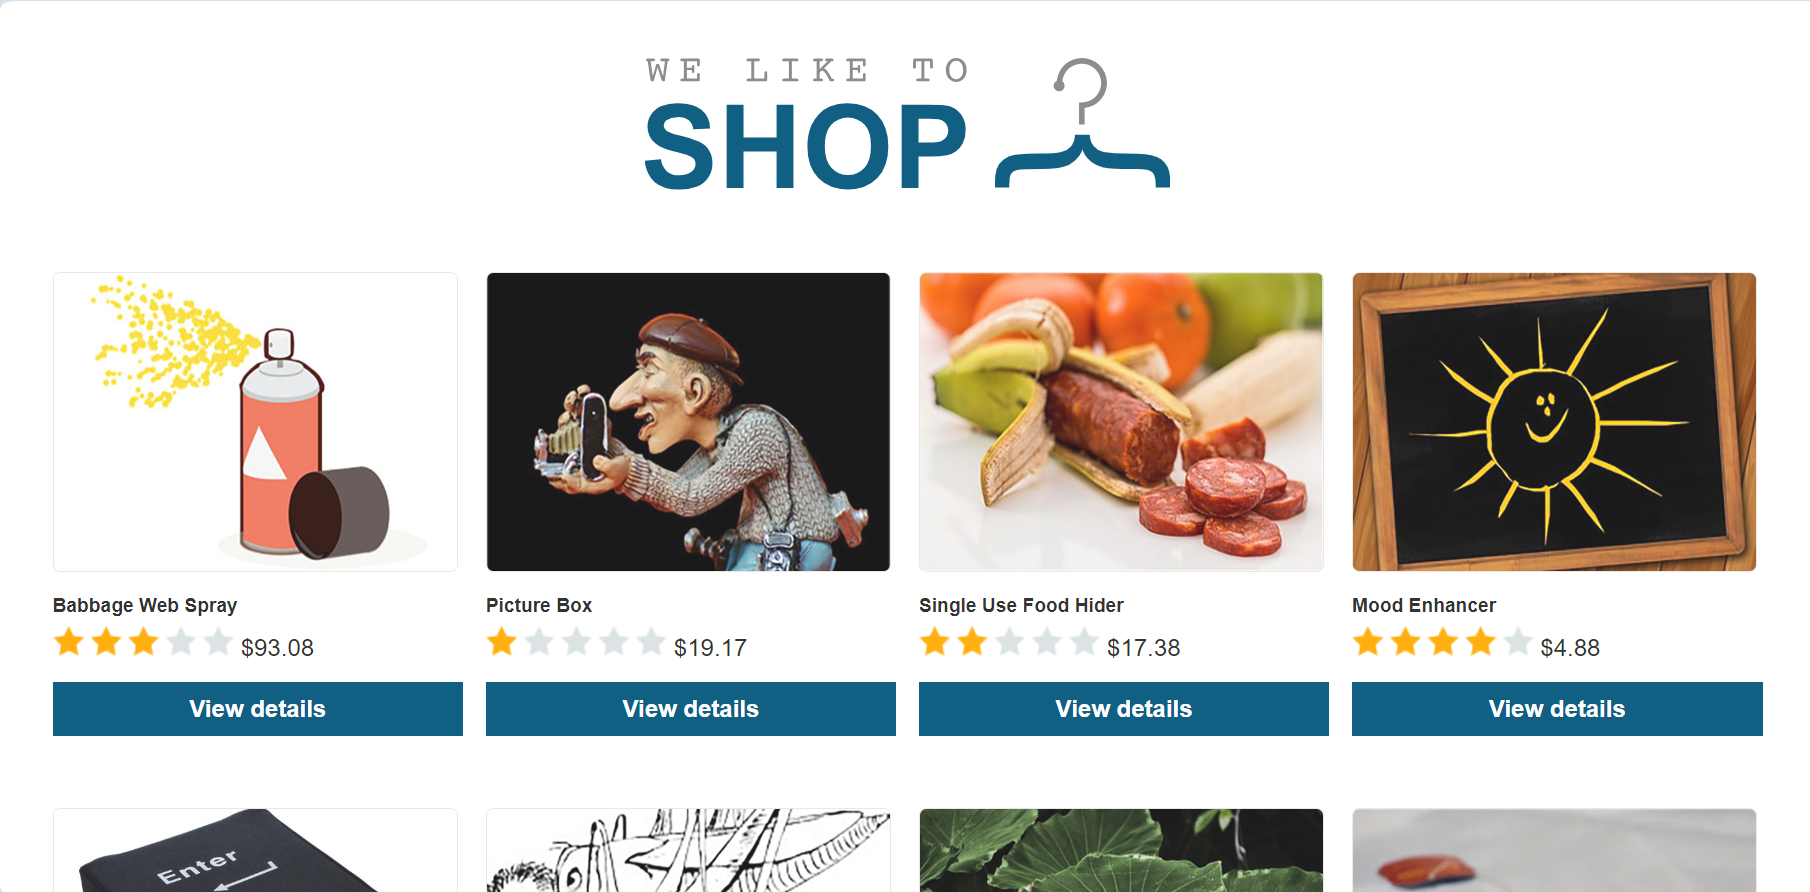 WE LIKE TO
SHOP
Babbage Web Spray
$93.08
View details
Picture Box
$19.17
View details
Single Use Food Hider
$17.38
View details
Mood Enhancer
$4.88
View details
Enter